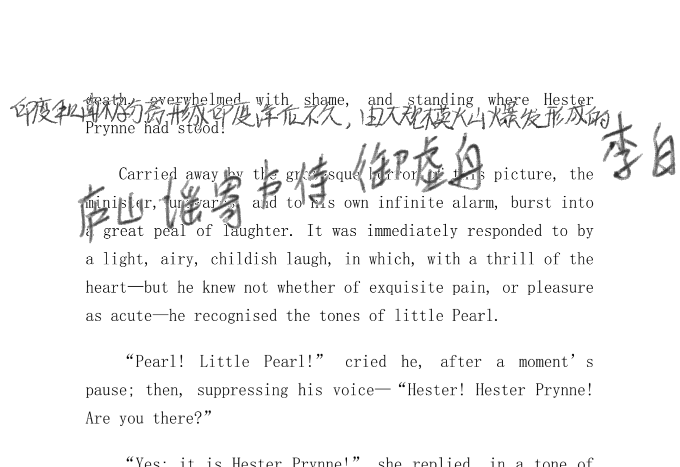 death, overwhelmed with shame, and standing where Hester
印度和南极分离形成印度洋后不久，由大规模火山爆发形成的
Prynne had stood!
李白
Carried away by the grotesque horror of this picture, the
庐山谣寄卢侍御虚舟
minister, unawares, and to his own infinite alarm, burst into
a great peal of laughter. It was immediately responded to by
a light, airy, childish laugh, in which, with a thrill of the
heart—but he knew not whether of exquisite pain, or pleasure
as acute—he recognised the tones of little Pearl.
“Pearl! Little Pearl!” cried he, after a moment’s
pause; then, suppressing his voice—“Hester! Hester Prynne!
Are you there?”
“Yes; it is Hester Prynne!” she replied, in a tone of